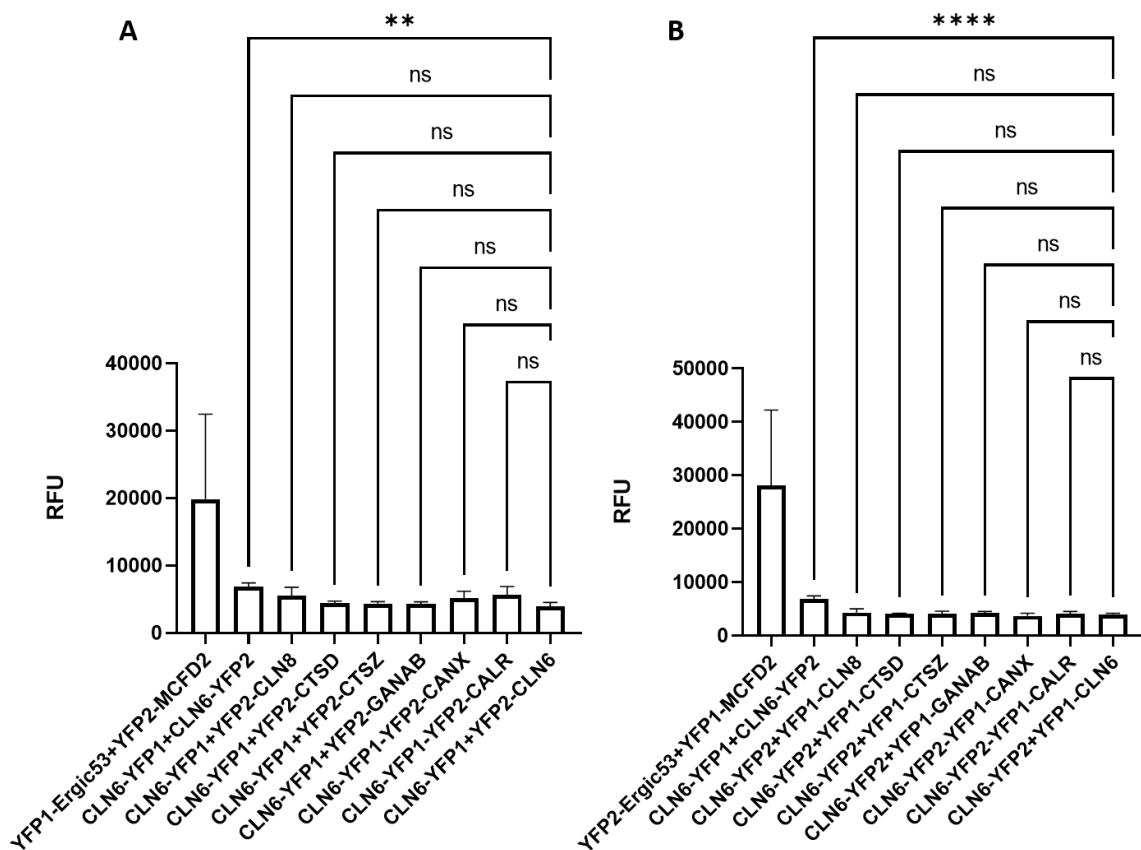 A
**
ns
ns
ns
ns
ns
ns
40000
30000
20000
10000
0
RFU
YFP1-Ergic53+YFP2-MCFD2
CLN6-YFP1+CLN6-YFP2
CLN6-YFP1+YFP2-CLN8
CLN6-YFP1+YFP2-CTSD
CLN6-YFP1+YFP2-CTSZ
CLN6-YFP1+YFP2-GANAB
CLN6-YFP1-YFP2-CANX
CLN6-YFP1-YFP2-CALR
CLN6-YFP1+YFP2-CLN6
B
****
ns
ns
ns
ns
ns
ns
50000
40000
30000
20000
10000
0
RFU
YFP2-Ergic53+YFP1-MCFD2
CLN6-YFP1+CLN6-YFP2
CLN6-YFP2+YFP1-CLN8
CLN6-YFP2+YFP1-CTSD
CLN6-YFP2+YFP1-CTSZ
CLN6-YFP2+YFP1-GANAB
CLN6-YFP2-YFP1-CANX
CLN6-YFP2-YFP1-CALR
CLN6-YFP2+YFP1-CLN6